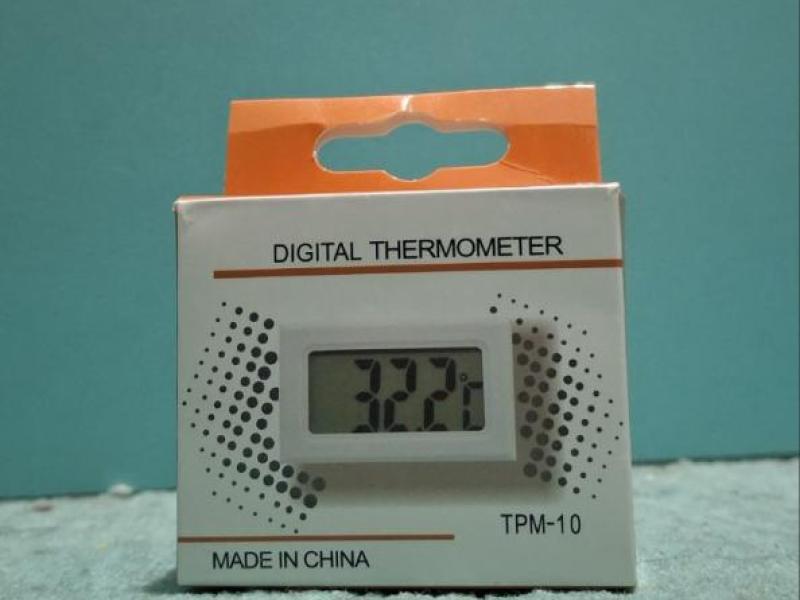 DIGITAL THERMOMETER
32.2°C
TPM-10
MADE IN CHINA